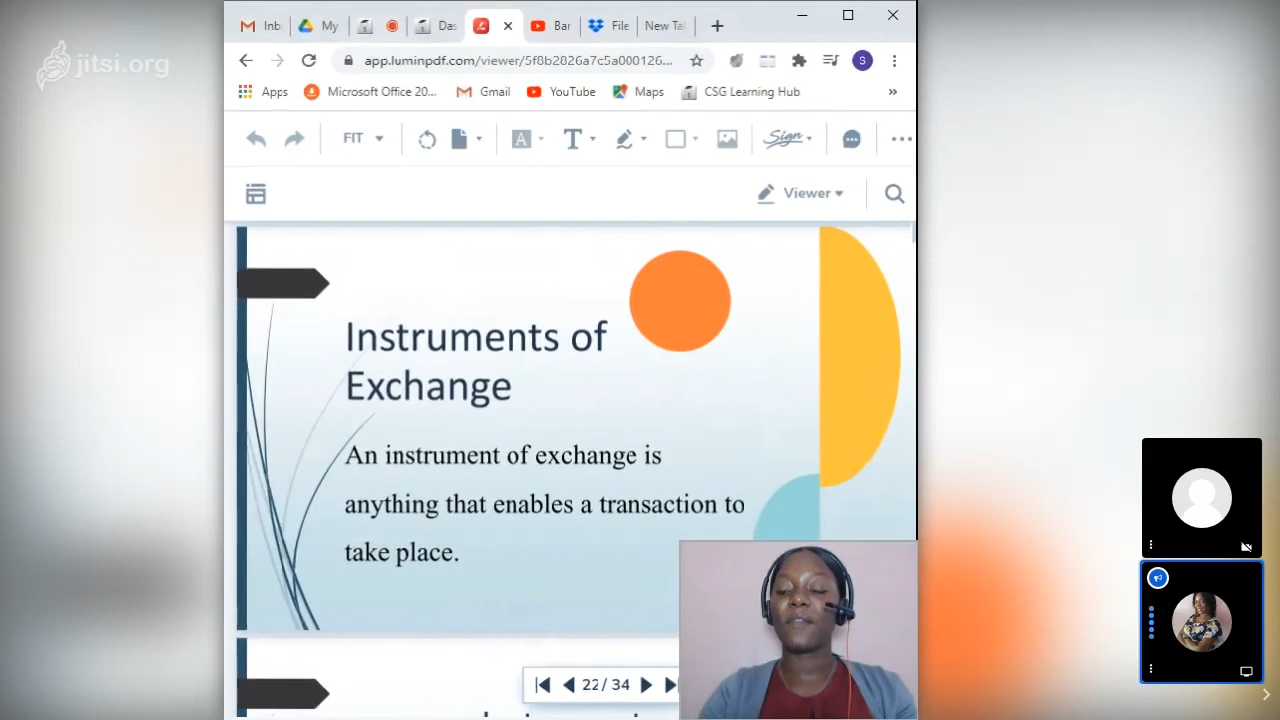 jitsi.org
Inb
My
Das
Bar
File
New Tal
app.luminpdf.com/viewer/5f8b2826a7c5a000126...
S
Apps
Microsoft Office 20...
Gmail
YouTube
Maps
CSG Learning Hub
»
FIT
A
T
Sign
Viewer
Instruments of
Exchange
An instrument of exchange is
anything that enables a transaction to
take place.
22 / 34